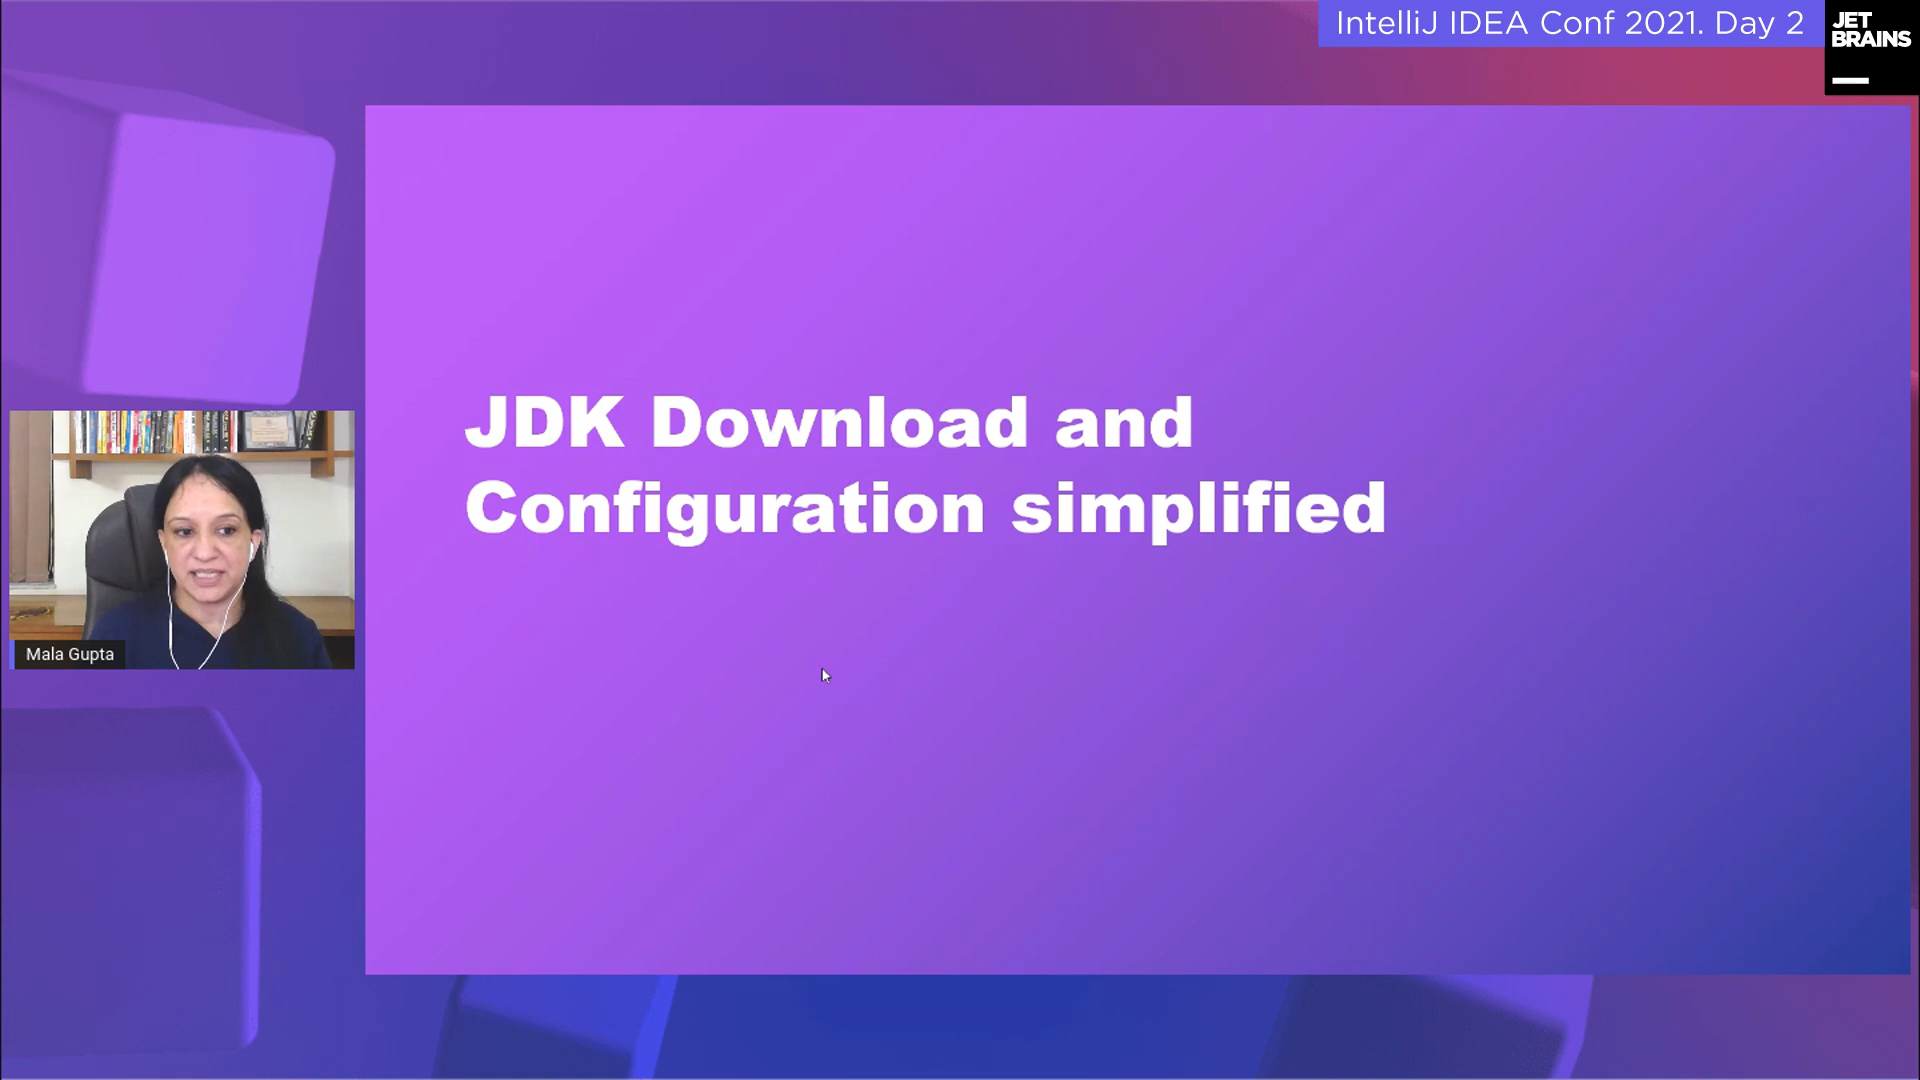 IntelliJ IDEA Conf 2021. Day 2
JET
BRAINS
JDK Download and
Configuration simplified
Mala Gupta